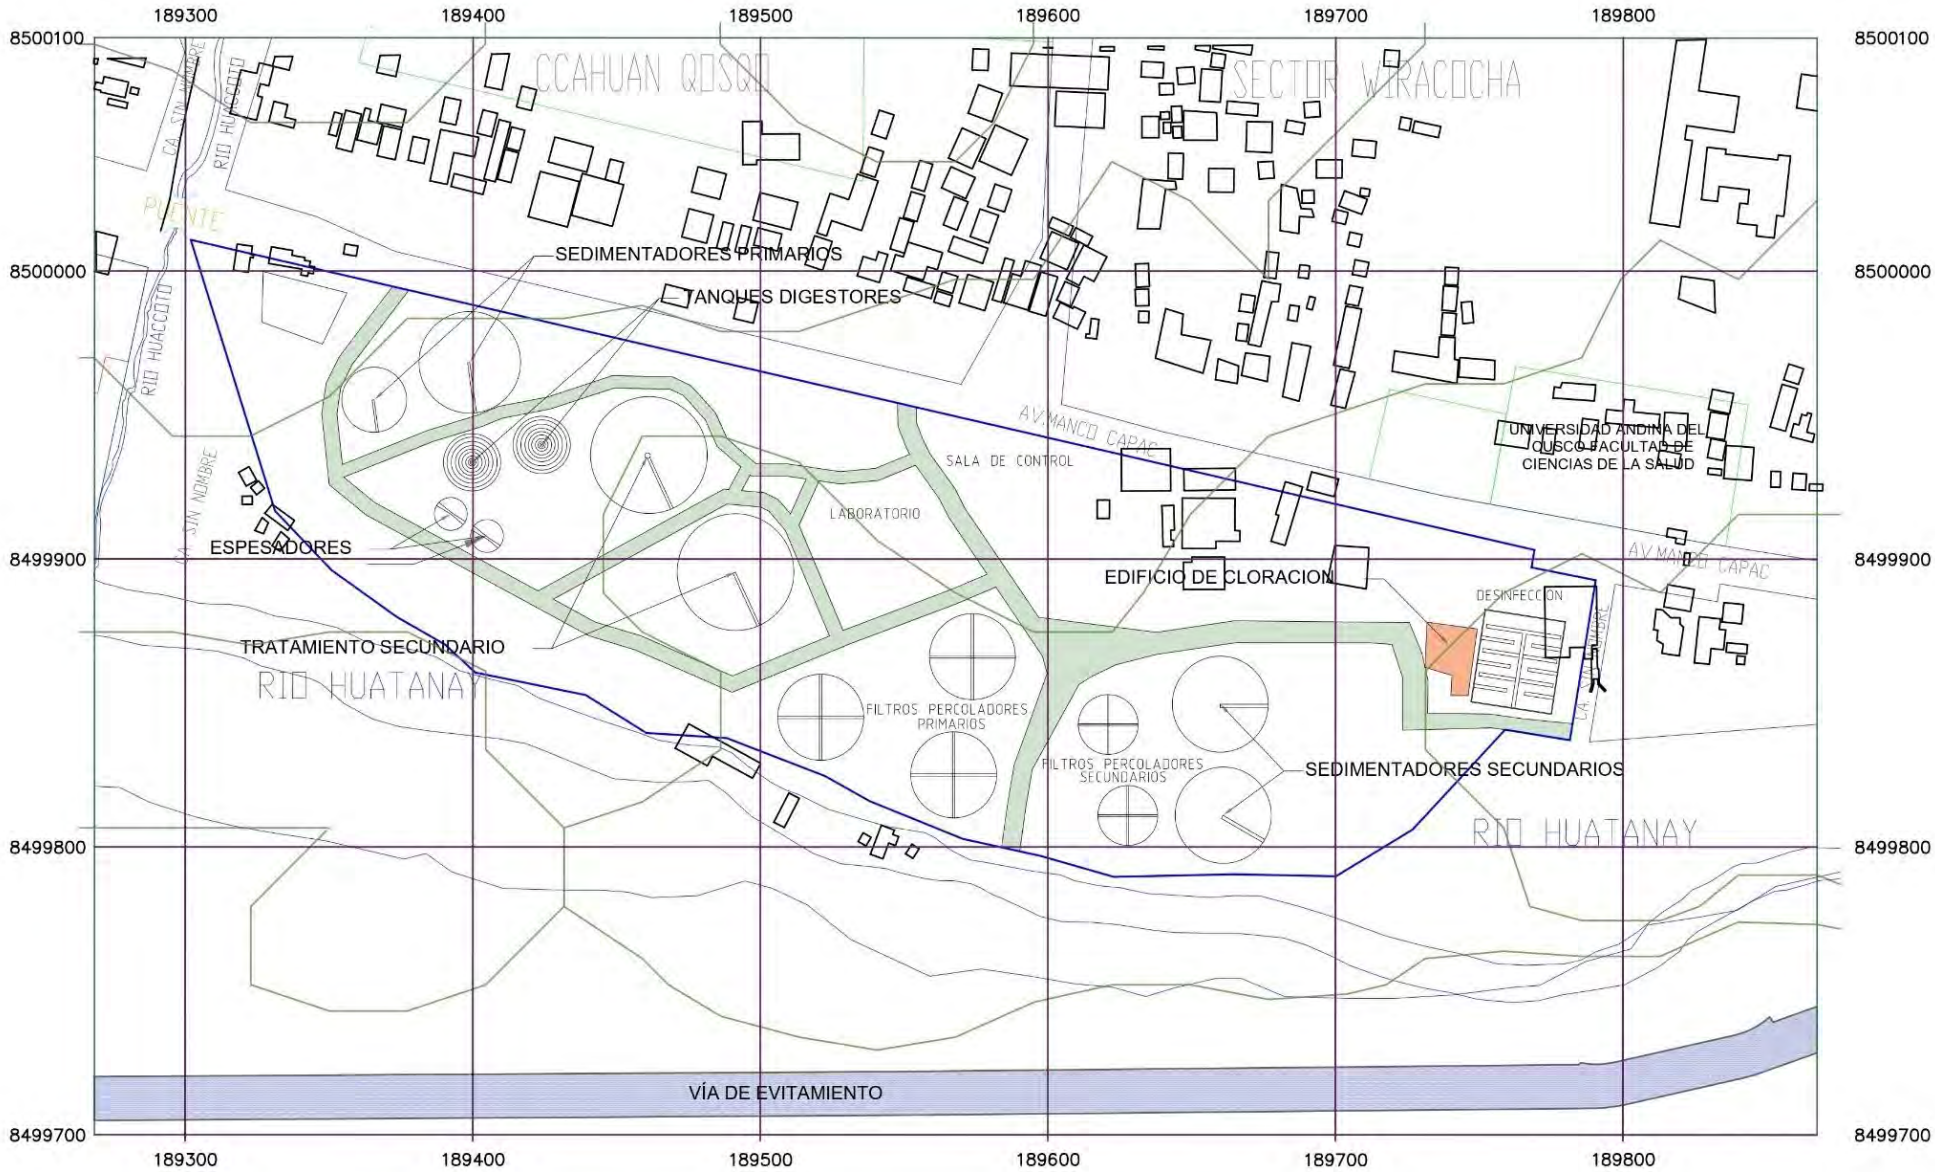 189300 189400 189500 189600 189700 189800
8500100 8500100
CCAHUAN QOSQO
SECTOR WIRACOCHA
CA. SIN NOMBRE
RIO HUACCOTO
PUENTE
SEDIMENTADORES PRIMARIOS
8500000 8500000
TANQUES DIGESTORES
RIO HUACCOTO
AV.MANCO CAPAC
UNIVERSIDAD ANDINA DEL
CUSCO FACULTAD DE
CIENCIAS DE LA SALUD
SALA DE CONTROL
CA. SIN NOMBRE
LABORATORIO
ESPESADORES
8499900 8499900
AV.MANCO CAPAC
EDIFICIO DE CLORACION
DESINFECCION
TRATAMIENTO SECUNDARIO
RIO HUATANAY
FILTROS PERCOLADORES
PRIMARIOS
FILTROS PERCOLADORES
SECUNDARIOS
SEDIMENTADORES SECUNDARIOS
RIO HUATANAY
8499800 8499800
VÍA DE EVITAMIENTO
8499700 8499700
189300 189400 189500 189600 189700 189800